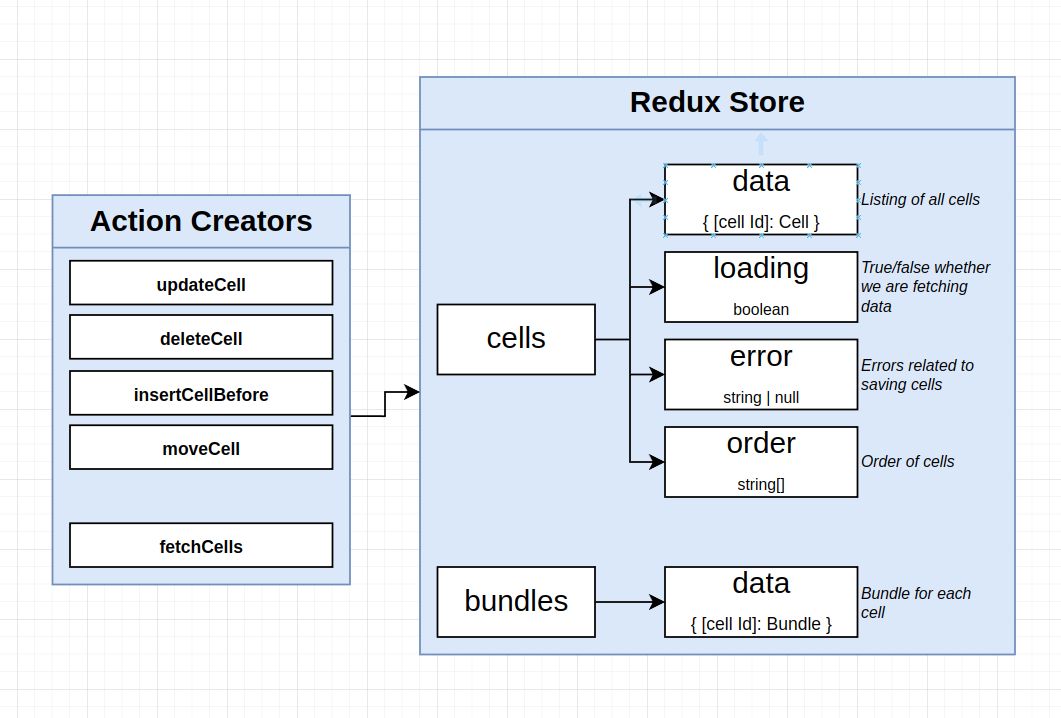 Redux Store
data
{ [cell Id]: Cell }
Listing of all cells
Action Creators
updateCell
deleteCell
insertCellBefore
moveCell
fetchCells
cells
loading
boolean
True/false whether
we are fetching
data
error
string | null
Errors related to
saving cells
order
string[]
Order of cells
bundles
data
{ [cell Id]: Bundle }
Bundle for each
cell